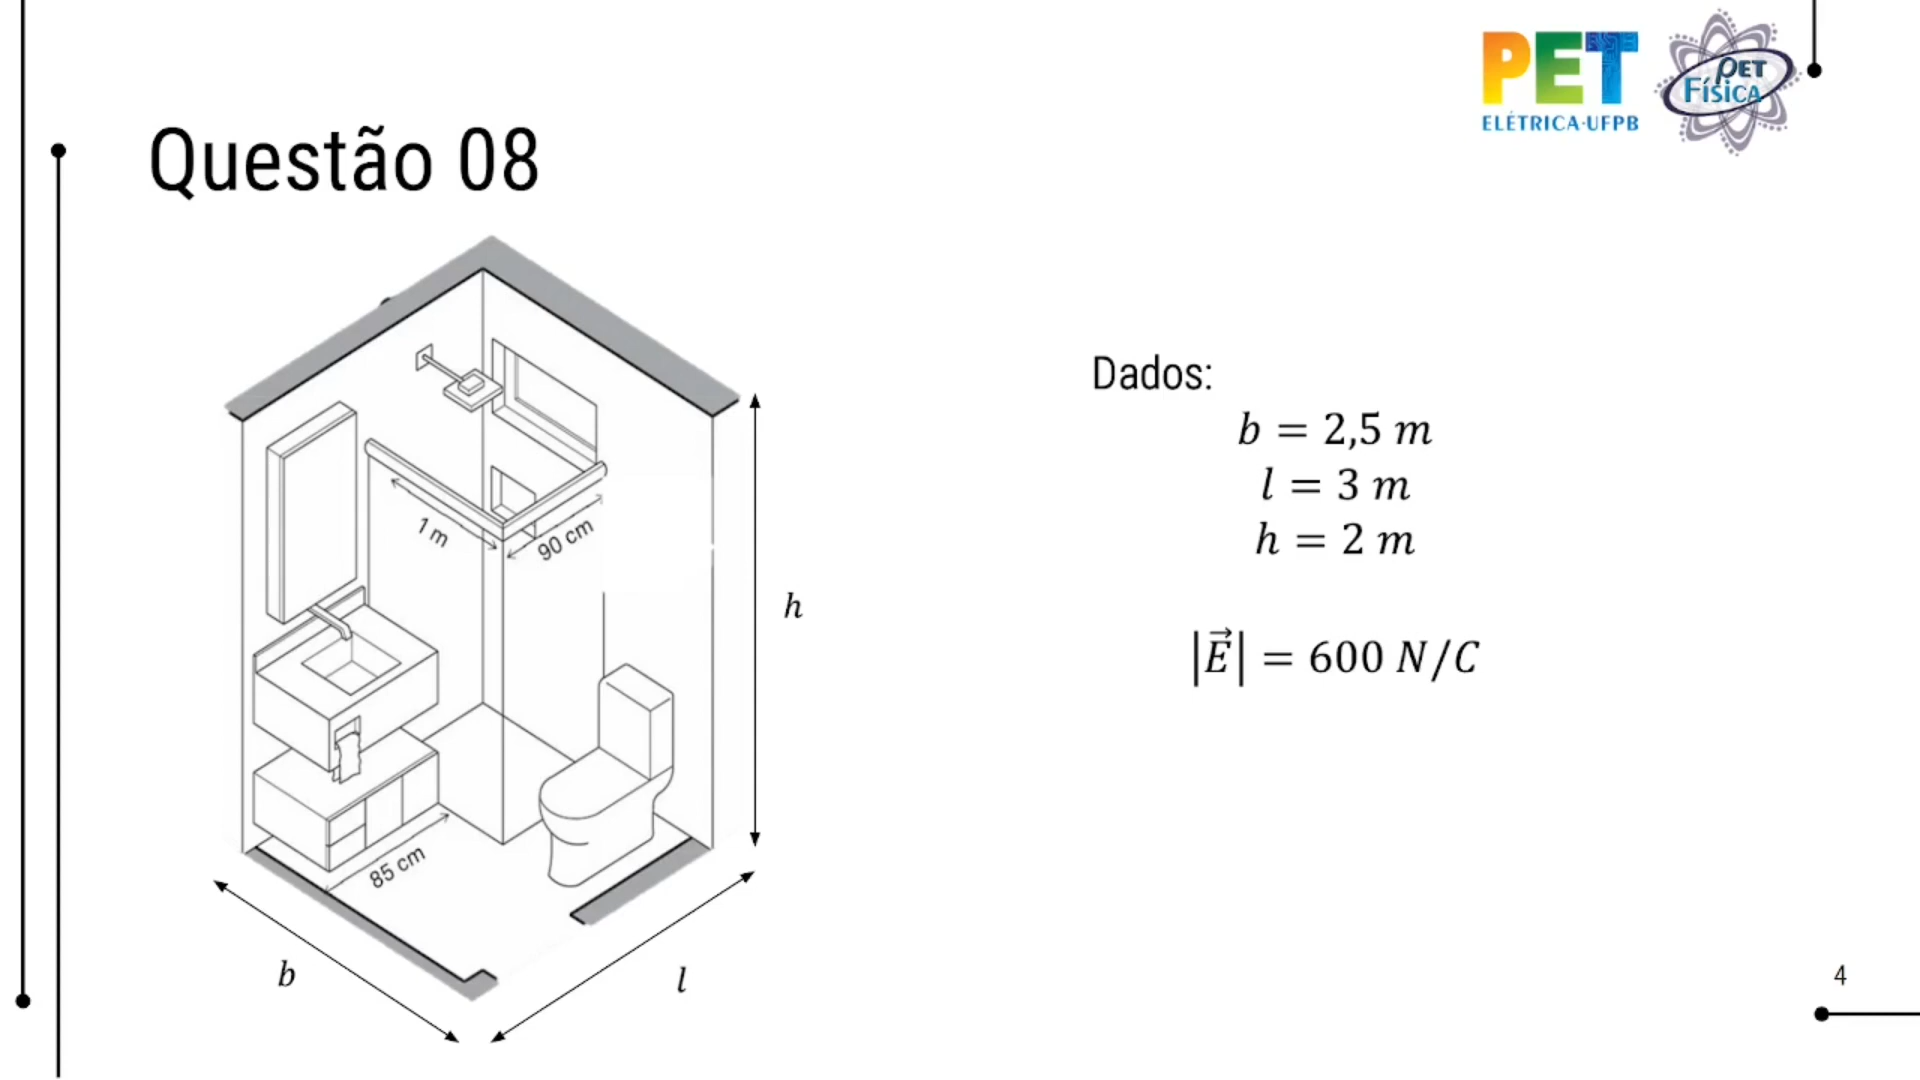 PET
ELÉTRICA·UFPB
PET
FÍSICA
Questão 08
1 m
90 cm
85 cm
h
b
l
Dados:
b = 2,5 m
l = 3 m
h = 2 m
|E⃗| = 600 N/C
4